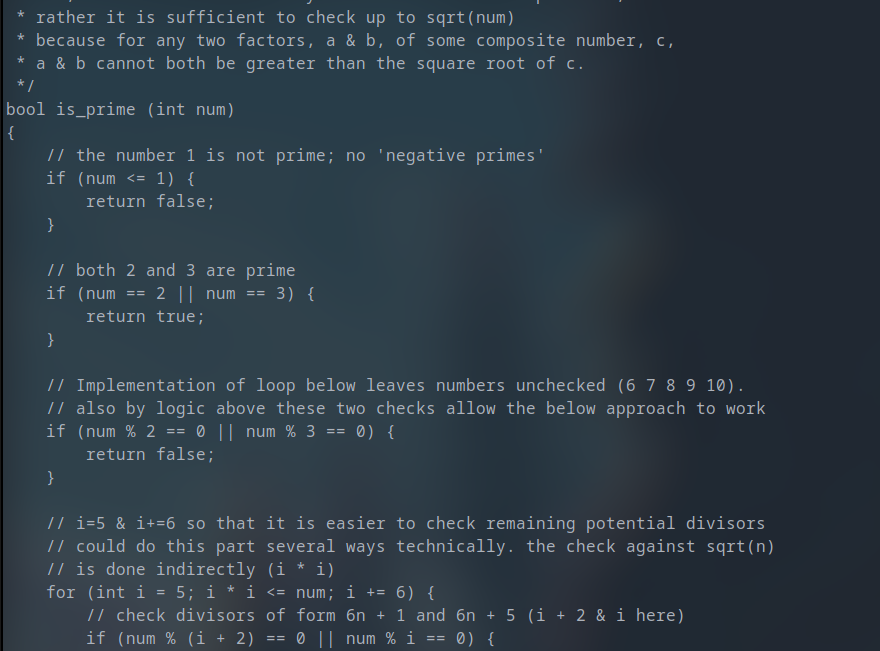 * rather it is sufficient to check up to sqrt(num)
* because for any two factors, a & b, of some composite number, c,
* a & b cannot both be greater than the square root of c.
*/
bool is_prime (int num)
{
// the number 1 is not prime; no 'negative primes'
if (num <= 1) {
return false;
}
// both 2 and 3 are prime
if (num == 2 || num == 3) {
return true;
}
// Implementation of loop below leaves numbers unchecked (6 7 8 9 10).
// also by logic above these two checks allow the below approach to work
if (num % 2 == 0 || num % 3 == 0) {
return false;
}
// i=5 & i+=6 so that it is easier to check remaining potential divisors
// could do this part several ways technically. the check against sqrt(n)
// is done indirectly (i * i)
for (int i = 5; i * i <= num; i += 6) {
// check divisors of form 6n + 1 and 6n + 5 (i + 2 & i here)
if (num % (i + 2) == 0 || num % i == 0) {